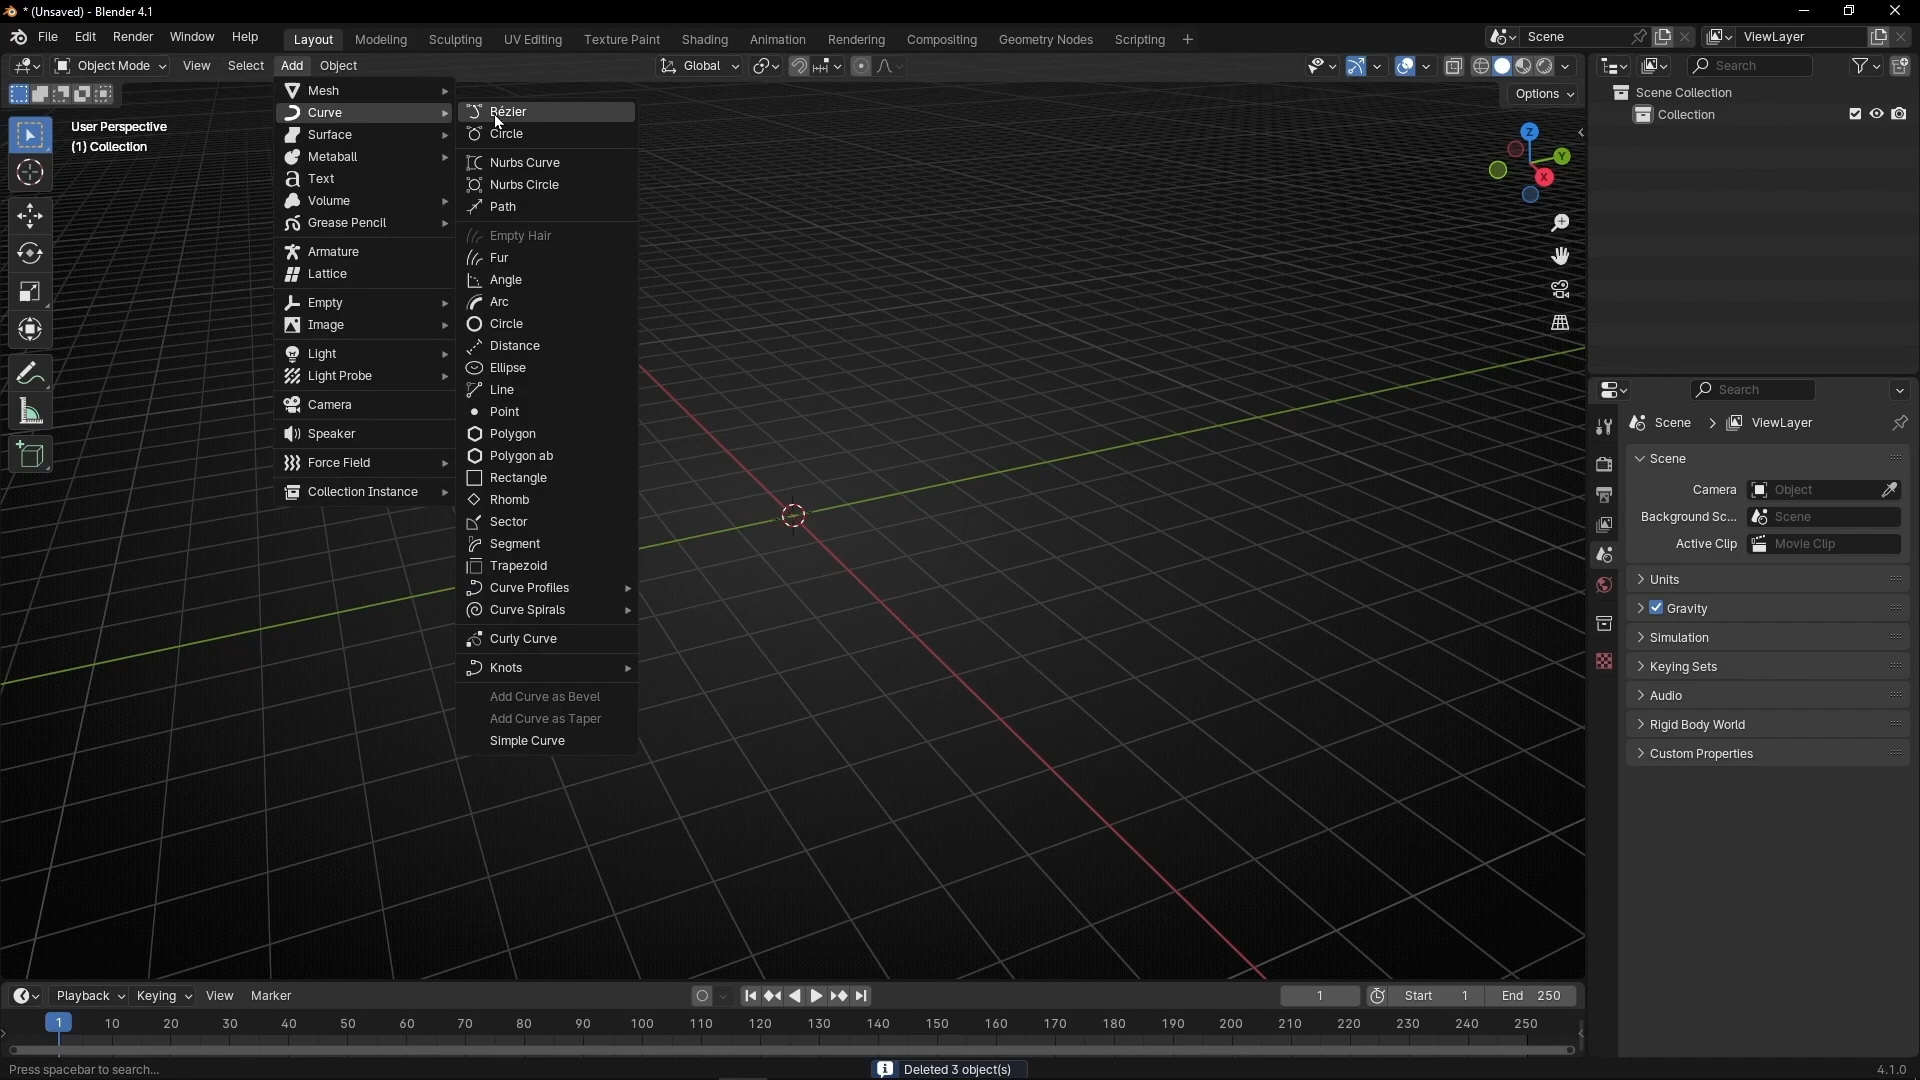 * (Unsaved) - Blender 4.1
File Edit Render Window Help Layout Modeling Sculpting UV Editing Texture Paint Shading Animation Rendering Compositing Geometry Nodes Scripting + Scene ViewLayer
Object Mode View Select Add Object Global Search
Options
User Perspective
(1) Collection
Mesh
Curve
Surface
Metaball
Text
Volume
Grease Pencil
Armature
Lattice
Empty
Image
Light
Light Probe
Camera
Speaker
Force Field
Collection Instance
Bézier
Circle
Nurbs Curve
Nurbs Circle
Path
Empty Hair
Fur
Angle
Arc
Circle
Distance
Ellipse
Line
Point
Polygon
Polygon ab
Rectangle
Rhomb
Sector
Segment
Trapezoid
Curve Profiles
Curve Spirals
Curly Curve
Knots
Add Curve as Bevel
Add Curve as Taper
Simple Curve
Z
Y
X
Scene Collection
Collection
Search
Scene > ViewLayer
Scene
Camera Object
Background Sc... Scene
Active Clip Movie Clip
Units
Gravity
Simulation
Keying Sets
Audio
Rigid Body World
Custom Properties
Playback Keying View Marker 1 Start 1 End 250
1 10 20 30 40 50 60 70 80 90 100 110 120 130 140 150 160 170 180 190 200 210 220 230 240 250
Press spacebar to search... Deleted 3 object(s) 4.1.0